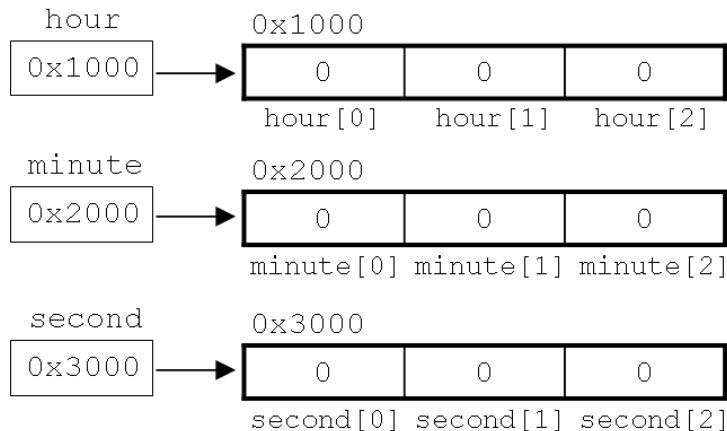 hour
0x1000
0x1000 0 0 0
hour[0] hour[1] hour[2]
minute
0x2000
0x2000 0 0 0
minute[0] minute[1] minute[2]
second
0x3000
0x3000 0 0 0
second[0] second[1] second[2]